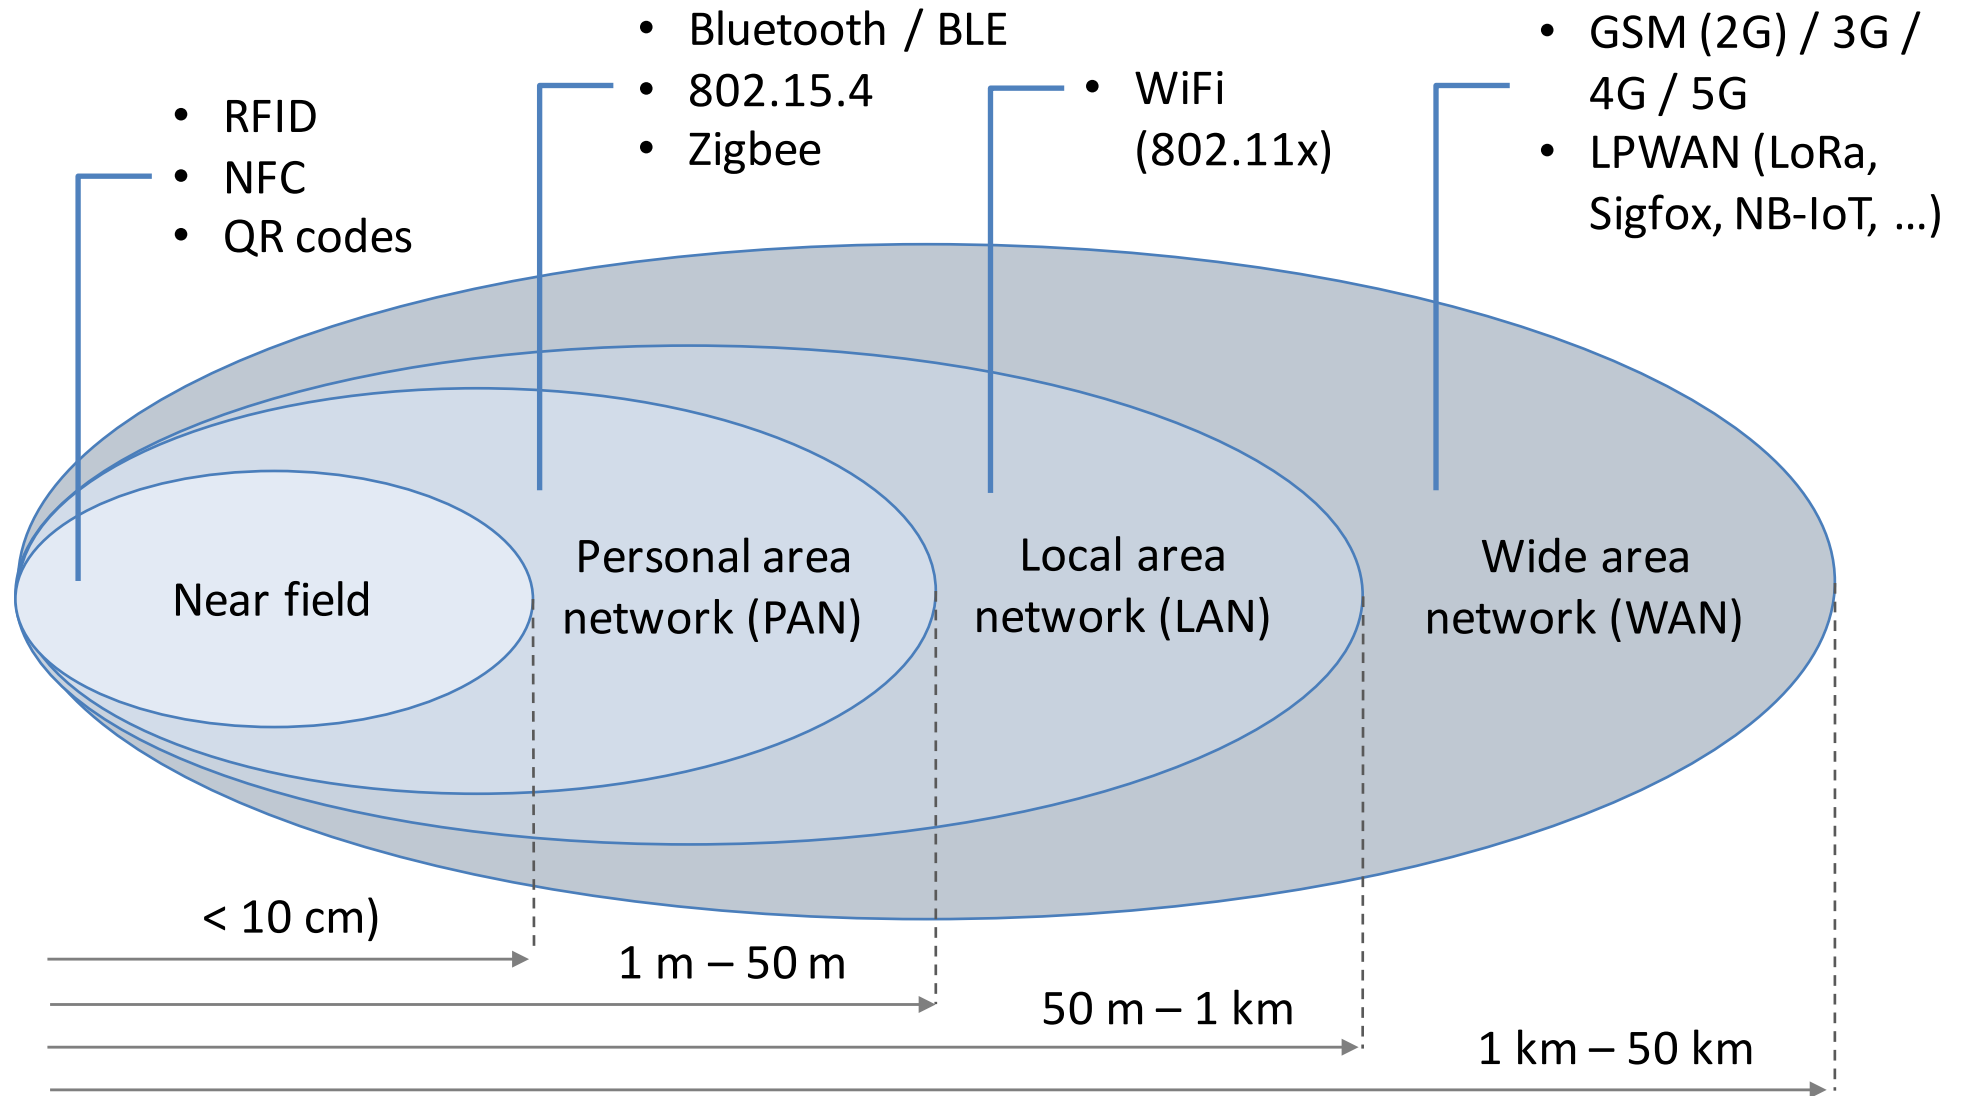 • RFID
• NFC
• QR codes
• Bluetooth / BLE
• 802.15.4
• Zigbee
• WiFi
(802.11x)
• GSM (2G) / 3G /
4G / 5G
• LPWAN (LoRa,
Sigfox, NB-IoT, ...)
Near field
Personal area
network (PAN)
Local area
network (LAN)
Wide area
network (WAN)
< 10 cm)
1 m – 50 m
50 m – 1 km
1 km – 50 km